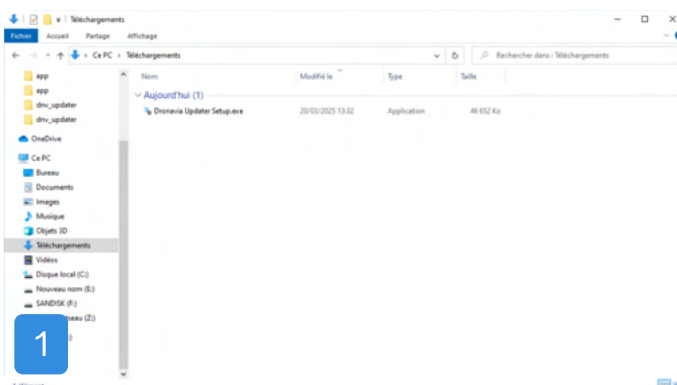 Téléchargements
Fichier Accueil Partage Affichage
Ce PC Téléchargements Rechercher dans : Téléchargements
Nom Modifié le Type Taille
Aujourd'hui (1)
Dronavia Updater Setup.exe 20/03/2025 13:32 Application 46 652 Ko
app
app
dnv_updater
dnv_updater
OneDrive
Ce PC
Bureau
Documents
Images
Musique
Objets 3D
Téléchargements
Vidéos
Disque local (C:)
Nouveau nom (E:)
SANDISK (F:)
(Z:)
1